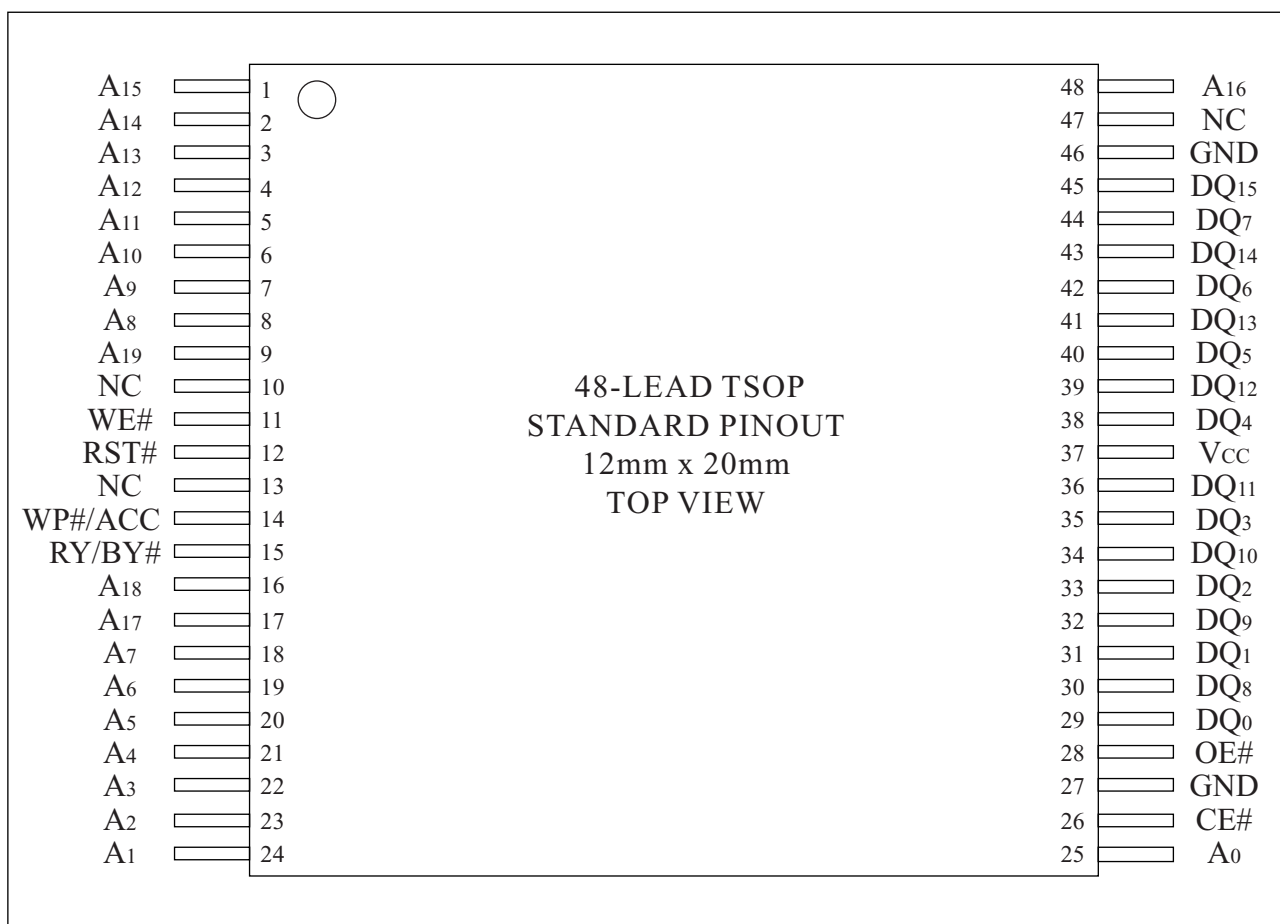 A15 1 48 A16
A14 2 47 NC
A13 3 46 GND
A12 4 45 DQ15
A11 5 44 DQ7
A10 6 43 DQ14
A9 7 42 DQ6
A8 8 41 DQ13
A19 9 40 DQ5
NC 10 48-LEAD TSOP 39 DQ12
WE# 11 STANDARD PINOUT 38 DQ4
RST# 12 12mm x 20mm 37 VCC
NC 13 TOP VIEW 36 DQ11
WP#/ACC 14 35 DQ3
RY/BY# 15 34 DQ10
A18 16 33 DQ2
A17 17 32 DQ9
A7 18 31 DQ1
A6 19 30 DQ8
A5 20 29 DQ0
A4 21 28 OE#
A3 22 27 GND
A2 23 26 CE#
A1 24 25 A0